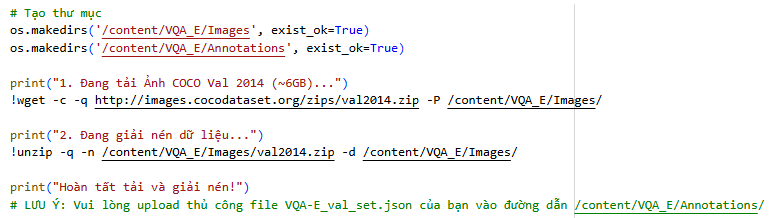 # Tạo thư mục
os.makedirs('/content/VQA_E/Images', exist_ok=True)
os.makedirs('/content/VQA_E/Annotations', exist_ok=True)
print("1. Đang tải Ảnh COCO Val 2014 (~6GB)...")
!wget -c -q http://images.cocodataset.org/zips/val2014.zip -P /content/VQA_E/Images/
print("2. Đang giải nén dữ liệu...")
!unzip -q -n /content/VQA_E/Images/val2014.zip -d /content/VQA_E/Images/
print("Hoàn tất tải và giải nén!")
# LƯU Ý: Vui lòng upload thủ công file VQA-E_val_set.json của bạn vào đường dẫn /content/VQA_E/Annotations/